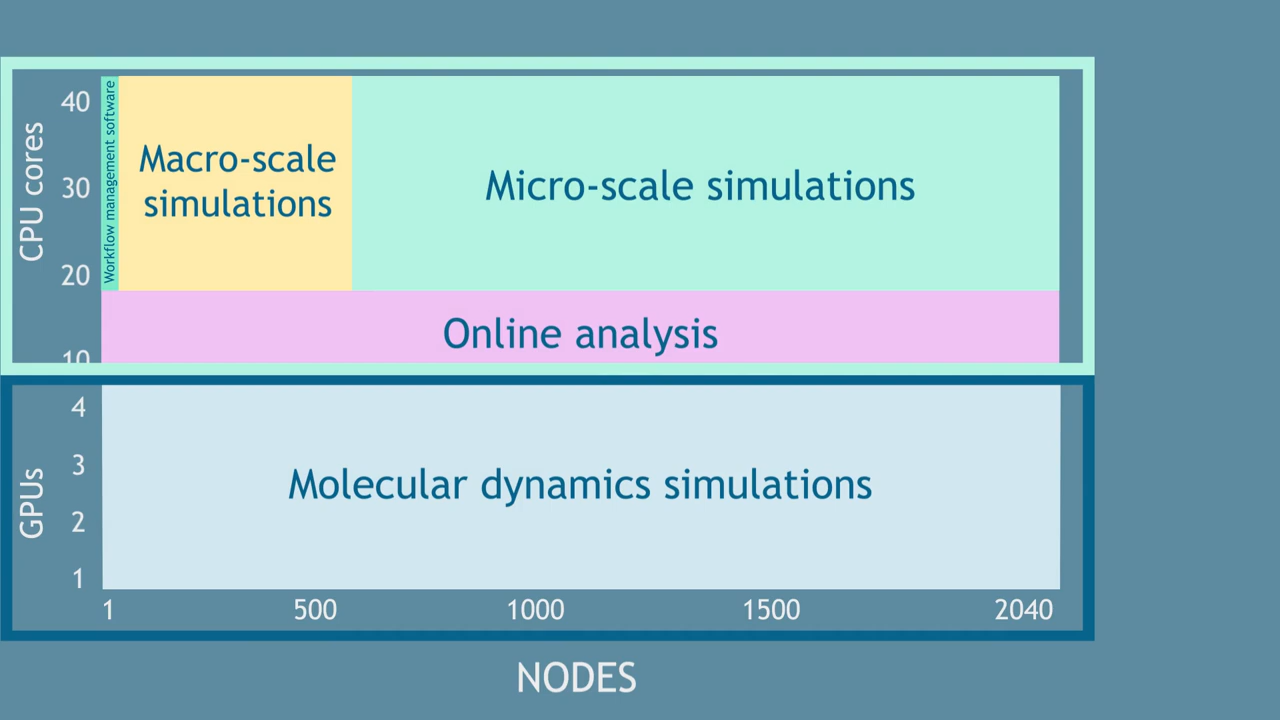 CPU cores
40
30
20
10
Workflow management software
Macro-scale
simulations
Micro-scale simulations
Online analysis
GPUs
4
3
2
1
Molecular dynamics simulations
1 500 1000 1500 2040
NODES